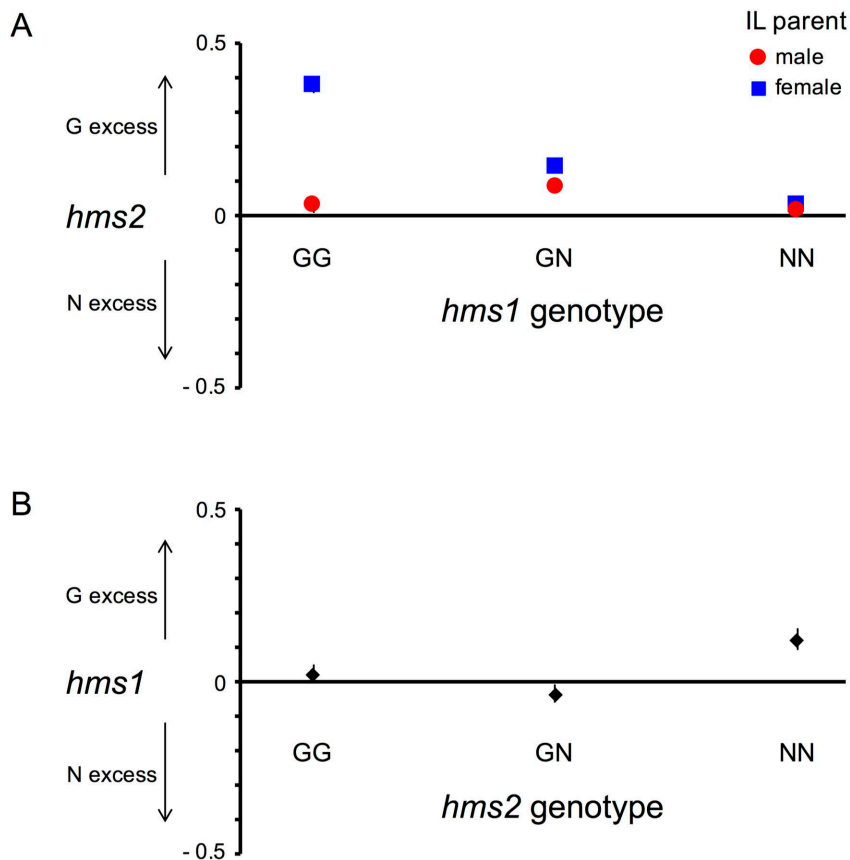 A
IL parent
male
female
0.5
G excess
hms2
0
N excess
GG
GN
NN
hms1 genotype
- 0.5
B
0.5
G excess
hms1
0
N excess
GG
GN
NN
hms2 genotype
- 0.5